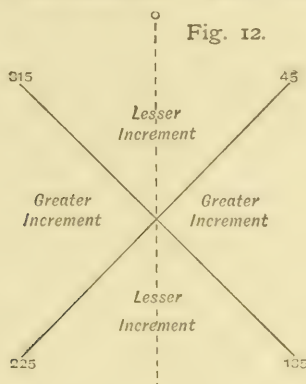 0
Fig. 12.
315
45
Lesser
Increment
Greater
Increment
Greater
Increment
Lesser
Increment
225
135